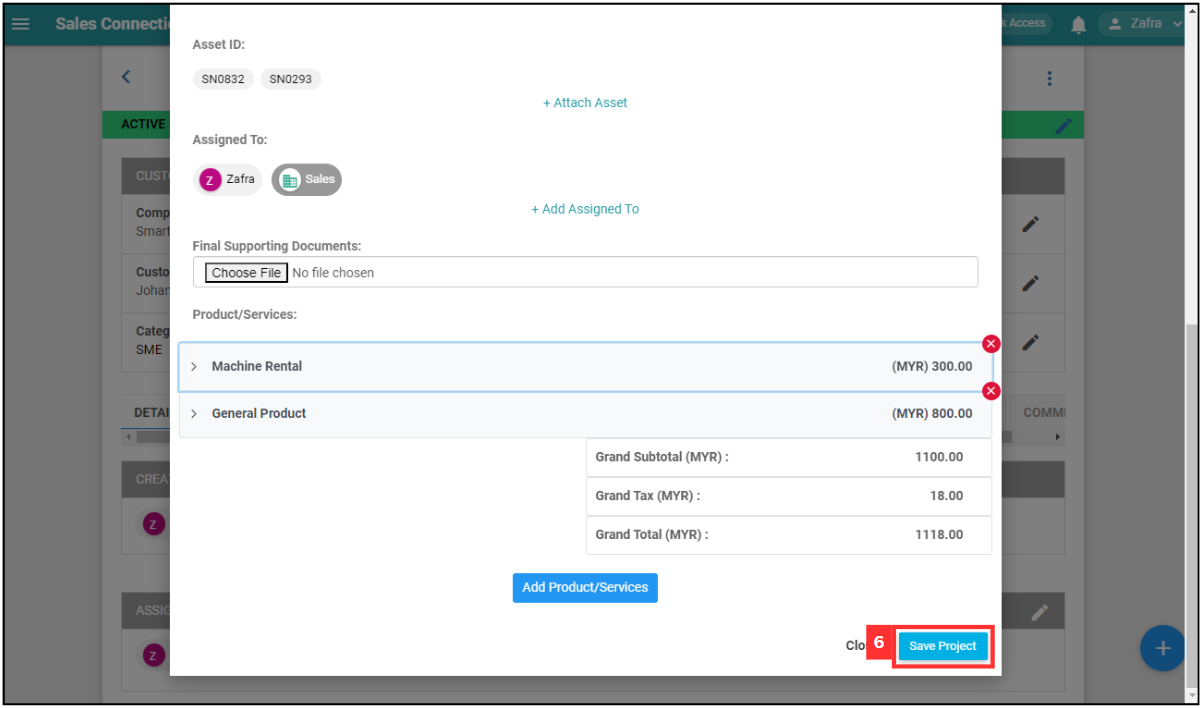 Sales Connecti
k Access
Zafra
Asset ID:
SN0832 SN0293
+ Attach Asset
ACTIVE
Assigned To:
CUST
Z Zafra Sales
Comp
Smart
+ Add Assigned To
Final Supporting Documents:
Custo
Choose File No file chosen
Johar
Product/Services:
Categ
SME
Machine Rental (MYR) 300.00
DETAI
General Product (MYR) 800.00
COMM
Grand Subtotal (MYR) : 1100.00
CREA
Grand Tax (MYR) : 18.00
Z
Grand Total (MYR) : 1118.00
Add Product/Services
ASSIG
Clo
6
Save Project
Z